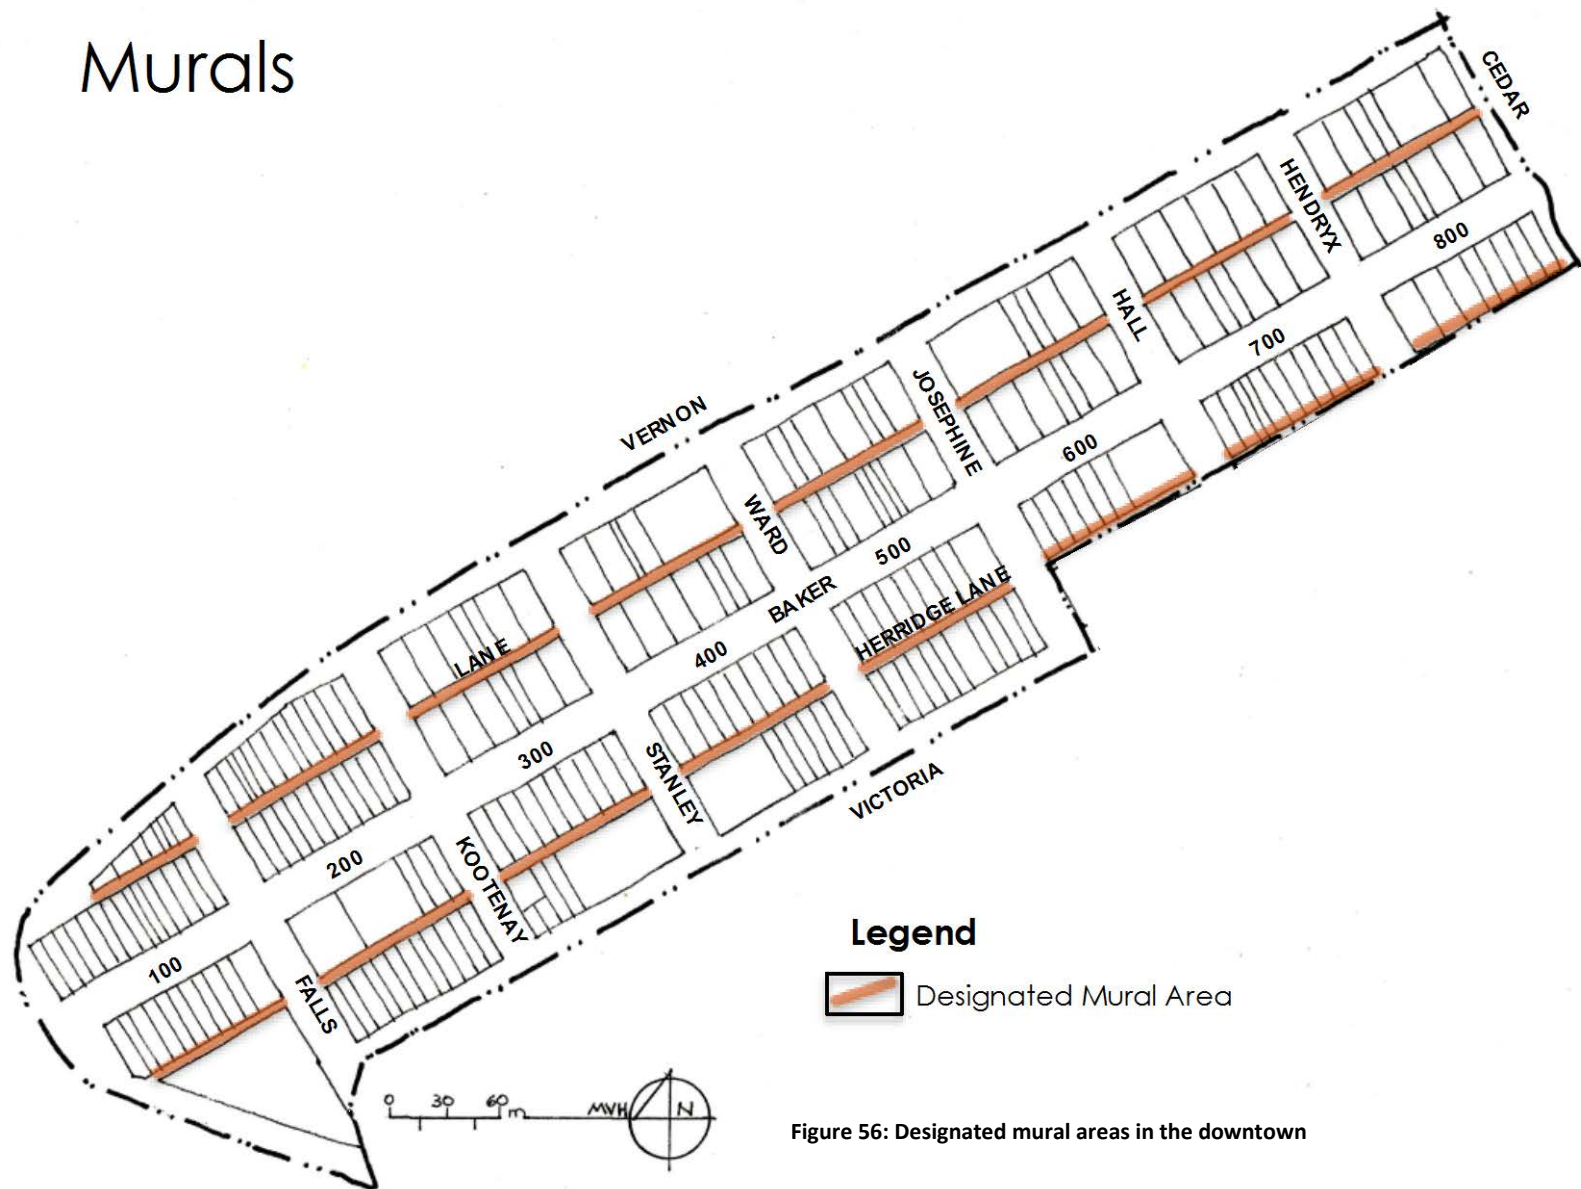 Murals
CEDAR
HENDRYX
800
HALL
700
JOSEPHINE
600
VERNON
WARD
500
BAKER
HERRIDGE LANE
400
LANE
300
STANLEY
VICTORIA
200
KOOTENAY
100
FALLS
Legend
Designated Mural Area
0 30 60 m
MVH N
Figure 56: Designated mural areas in the downtown